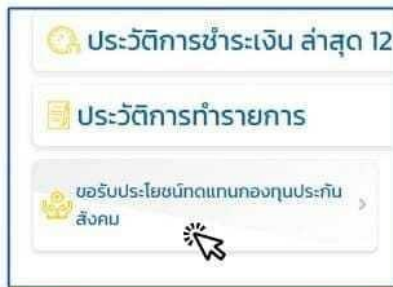 ประวัติการชำระเงิน ล่าสุด 12
ประวัติการทำรายการ
ขอรับประโยชน์ทดแทนกองทุนประกัน
สังคม